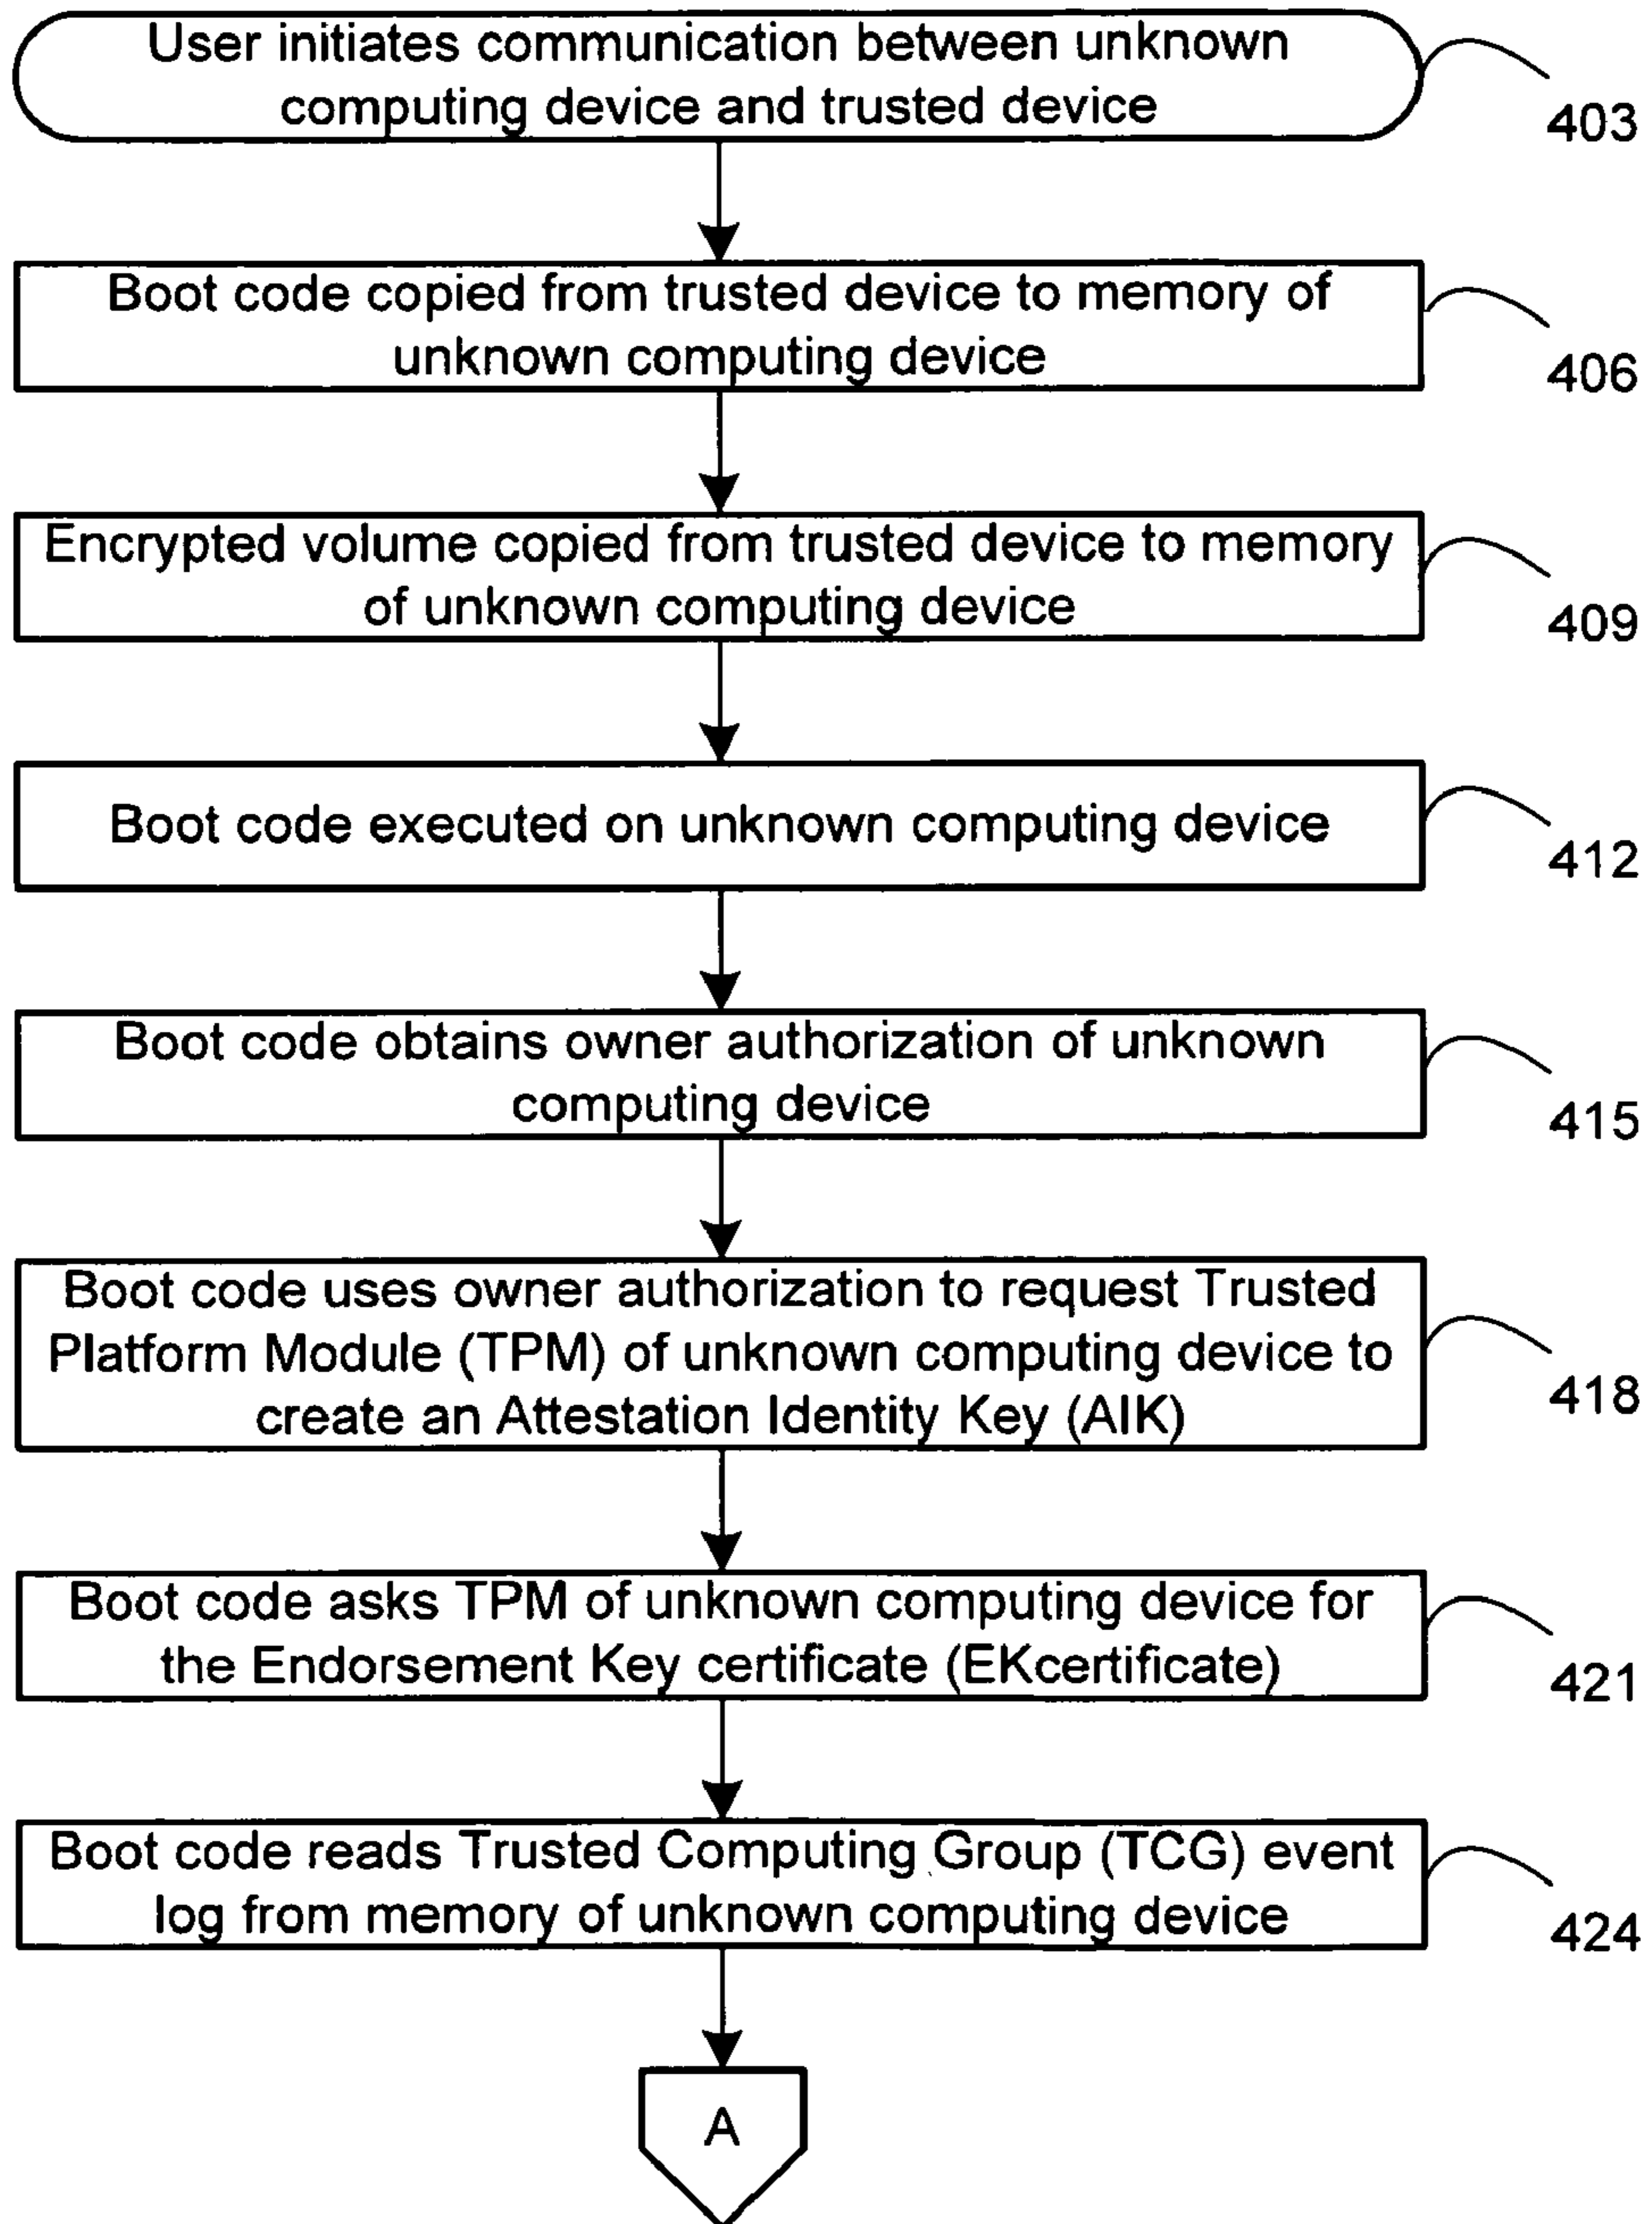 User initiates communication between unknown
computing device and trusted device
403
Boot code copied from trusted device to memory of
unknown computing device
406
Encrypted volume copied from trusted device to memory
of unknown computing device
409
Boot code executed on unknown computing device
412
Boot code obtains owner authorization of unknown
computing device
415
Boot code uses owner authorization to request Trusted
Platform Module (TPM) of unknown computing device to
create an Attestation Identity Key (AIK)
418
Boot code asks TPM of unknown computing device for
the Endorsement Key certificate (EKcertificate)
421
Boot code reads Trusted Computing Group (TCG) event
log from memory of unknown computing device
424
A